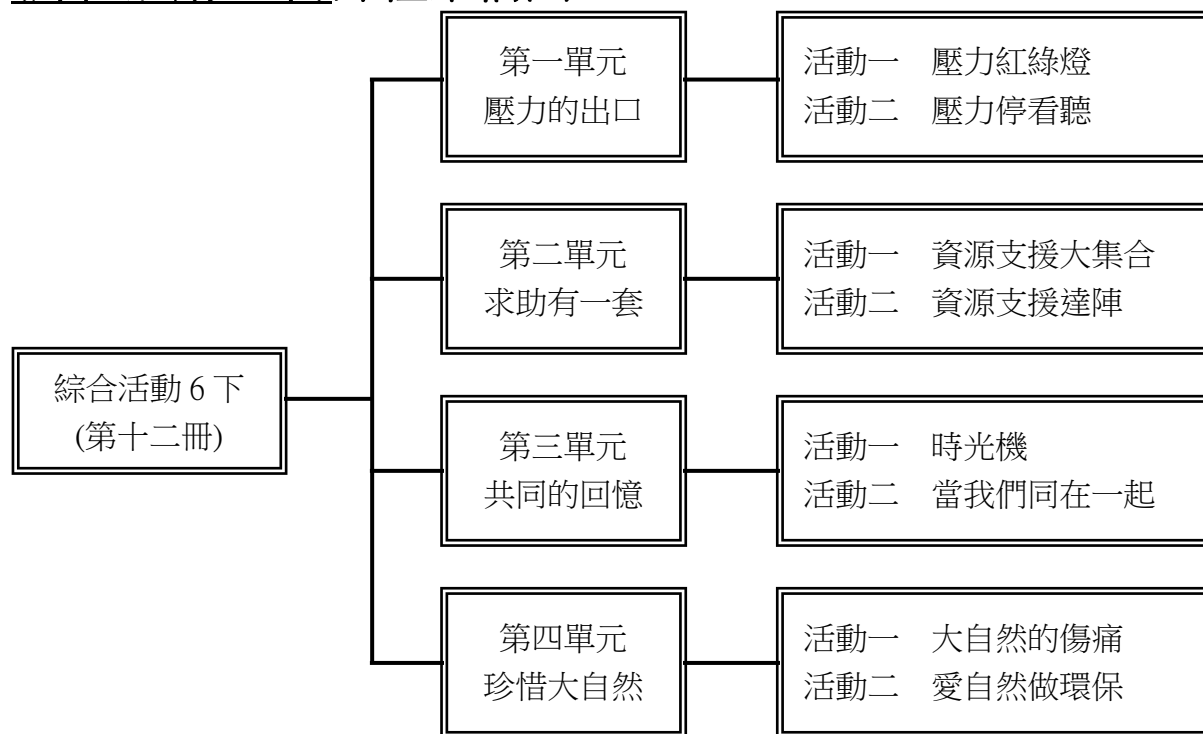 綜合活動 6 下
(第十二冊)
第一單元
壓力的出口
活動一　壓力紅綠燈
活動二　壓力停看聽
第二單元
求助有一套
活動一　資源支援大集合
活動二　資源支援達陣
第三單元
共同的回憶
活動一　時光機
活動二　當我們同在一起
第四單元
珍惜大自然
活動一　大自然的傷痛
活動二　愛自然做環保